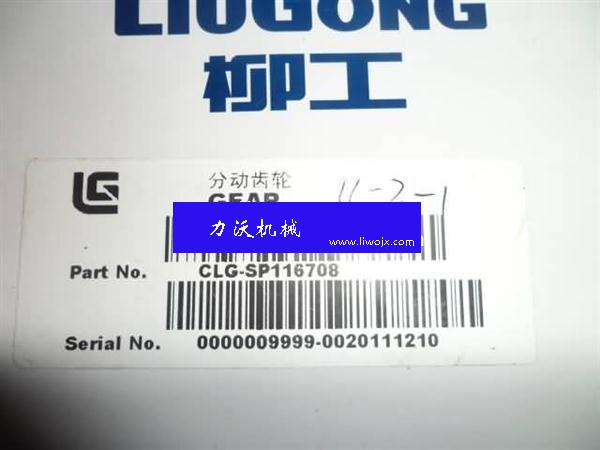 LIUGONG
柳工
LG
分动齿轮
GEAR
11-2-1
力沃机械
www.liwojx.com
Part No. CLG-SP116708
Serial No. 0000009999-0020111210